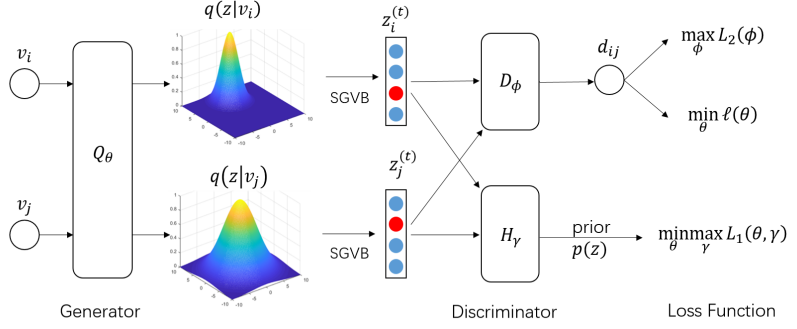 q(z|v_i)
z_i^(t)
v_i
d_ij
max_ϕ L_2(ϕ)
D_ϕ
SGVB
min_θ ℓ(θ)
Q_θ
q(z|v_j)
z_j^(t)
v_j
H_γ
prior
p(z)
min_θ max_γ L_1(θ, γ)
SGVB
Generator
Discriminator
Loss Function